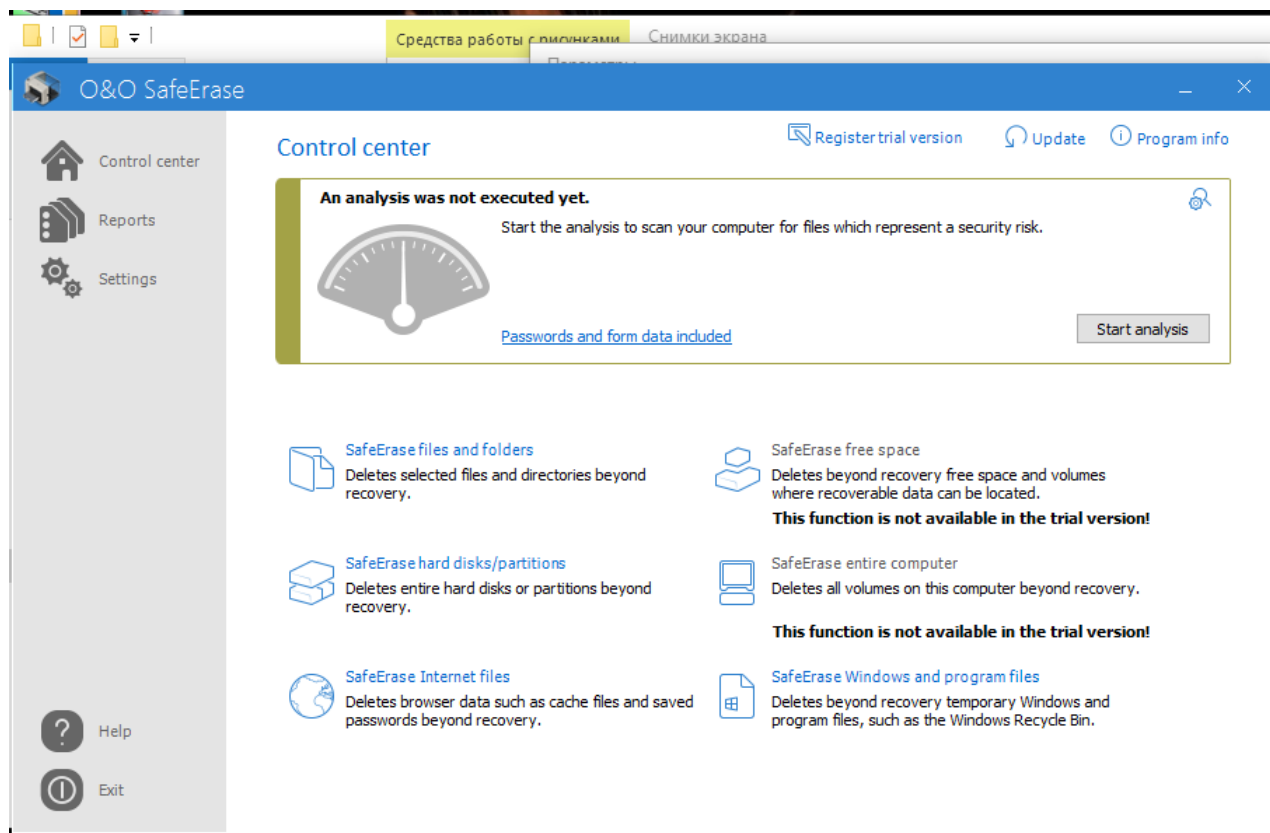 Средства работы с рисунками
Снимки экрана
Параметры
O&O SafeErase
Control center
Reports
Settings
Help
Exit
Control center
Register trial version
Update
Program info
An analysis was not executed yet.
Start the analysis to scan your computer for files which represent a security risk.
Passwords and form data included
Start analysis
SafeErase files and folders
Deletes selected files and directories beyond
recovery.
SafeErase free space
Deletes beyond recovery free space and volumes
where recoverable data can be located.
This function is not available in the trial version!
SafeErase hard disks/partitions
Deletes entire hard disks or partitions beyond
recovery.
SafeErase entire computer
Deletes all volumes on this computer beyond recovery.
This function is not available in the trial version!
SafeErase Internet files
Deletes browser data such as cache files and saved
passwords beyond recovery.
SafeErase Windows and program files
Deletes beyond recovery temporary Windows and
program files, such as the Windows Recycle Bin.